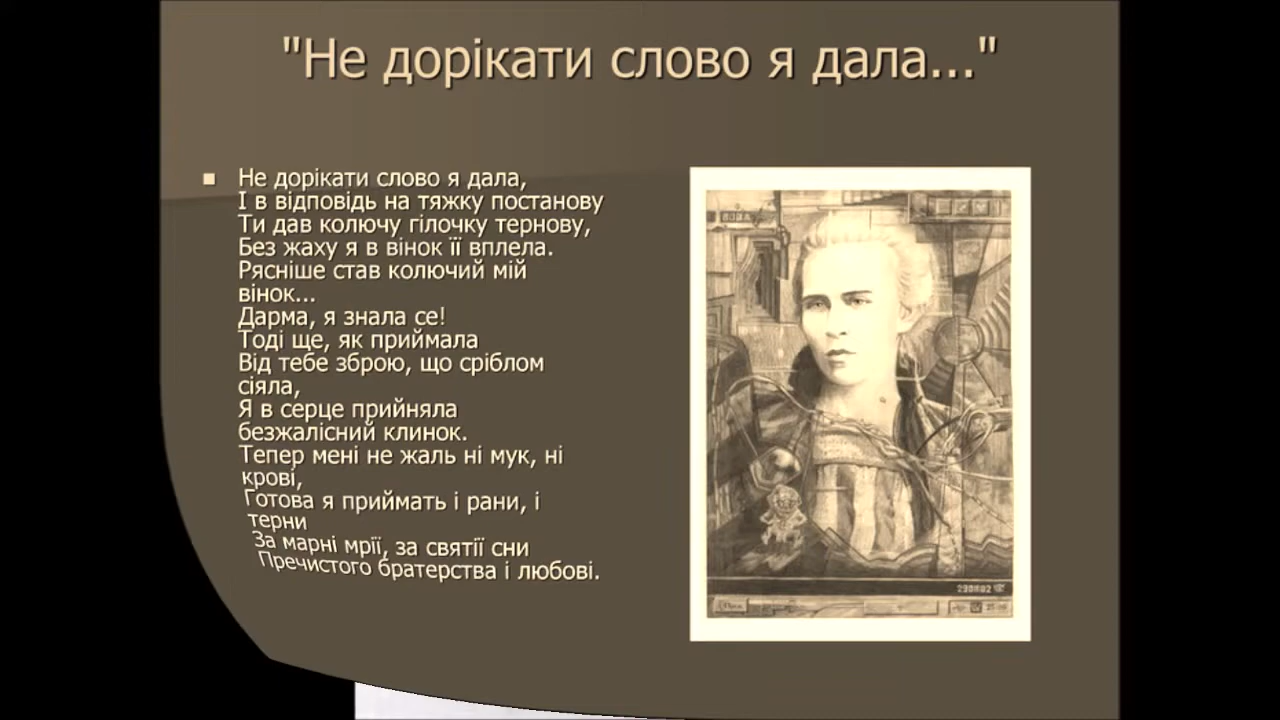 "Не дорікати слово я дала..."
Не дорікати слово я дала,
І в відповідь на тяжку постанову
Ти дав колючу гілочку тернову,
Без жаху я в вінок її вплела.
Рясніше став колючий мій
вінок...
Дарма, я знала се!
Тоді ще, як приймала
Від тебе зброю, що сріблом
сіяла,
Я в серце прийняла
безжалісний клинок.
Тепер мені не жаль ні мук, ні
крові,
Готова я приймать і рани, і
терни
За марні мрії, за святії сни
Пречистого братерства і любові.